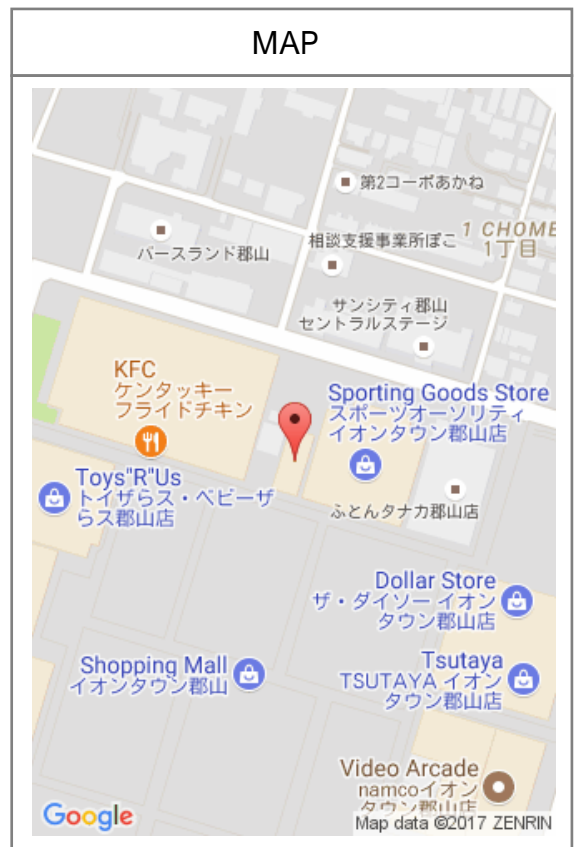 MAP
第2コーポあかね
1 CHOME
1丁目
バースランド郡山
相談支援事業所ぽこ
サンシティ郡山
セントラルステージ
KFC
ケンタッキー
フライドチキン
Sporting Goods Store
スポーツオーソリティ
イオンタウン郡山店
Toys"R"Us
トイザらス・ベビーザ
らス郡山店
ふとんタナカ郡山店
Dollar Store
ザ・ダイソー イオン
タウン郡山店
Shopping Mall
イオンタウン郡山
Tsutaya
TSUTAYA イオン
タウン郡山店
Video Arcade
namcoイオン
タウン郡山店
Google
Map data ©2017 ZENRIN